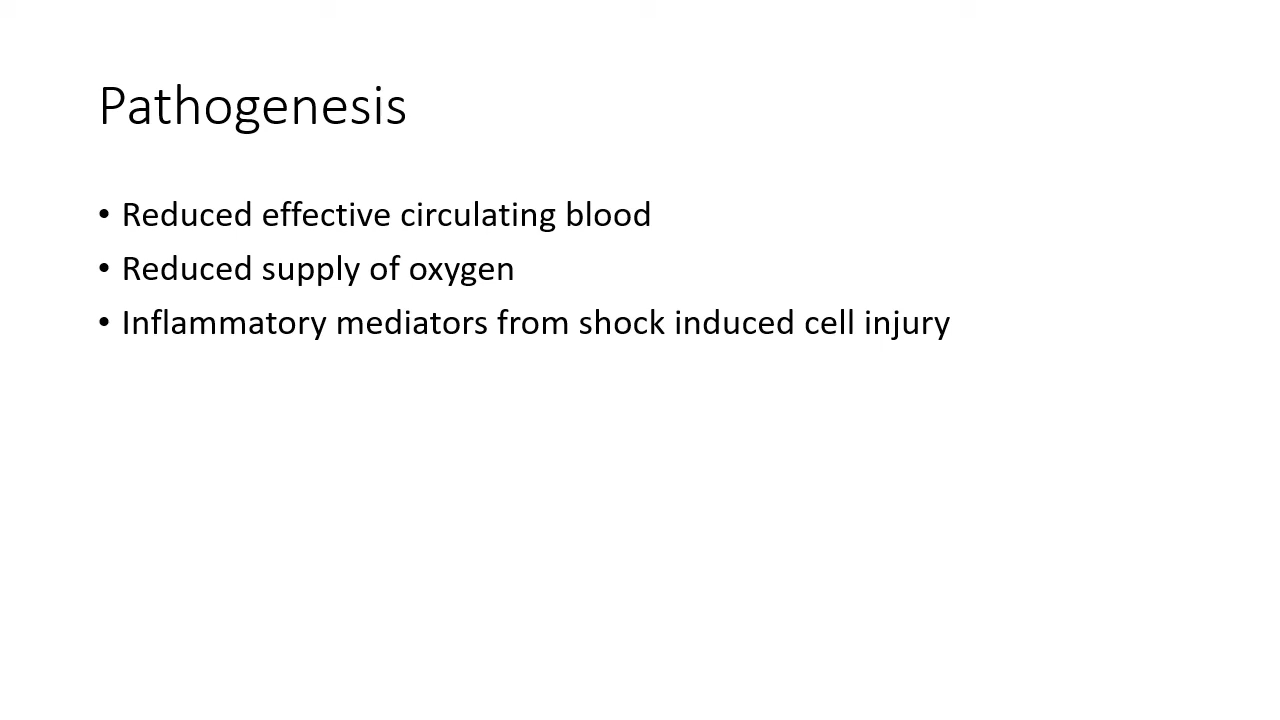 Pathogenesis
• Reduced effective circulating blood
• Reduced supply of oxygen
• Inflammatory mediators from shock induced cell injury